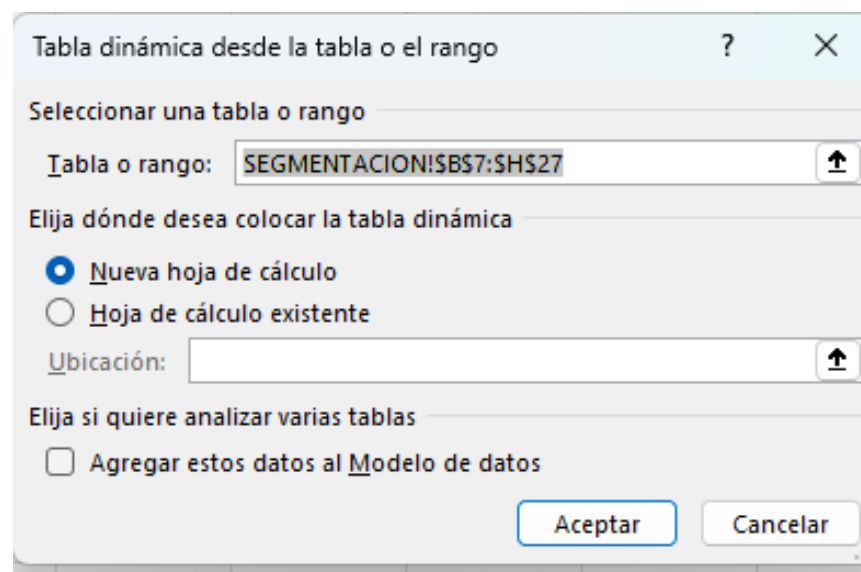 Tabla dinámica desde la tabla o el rango ?
Seleccionar una tabla o rango
Tabla o rango: SEGMENTACION!$B$7:$H$27
Elija dónde desea colocar la tabla dinámica
Nueva hoja de cálculo
Hoja de cálculo existente
Ubicación:
Elija si quiere analizar varias tablas
Agregar estos datos al Modelo de datos
Aceptar Cancelar